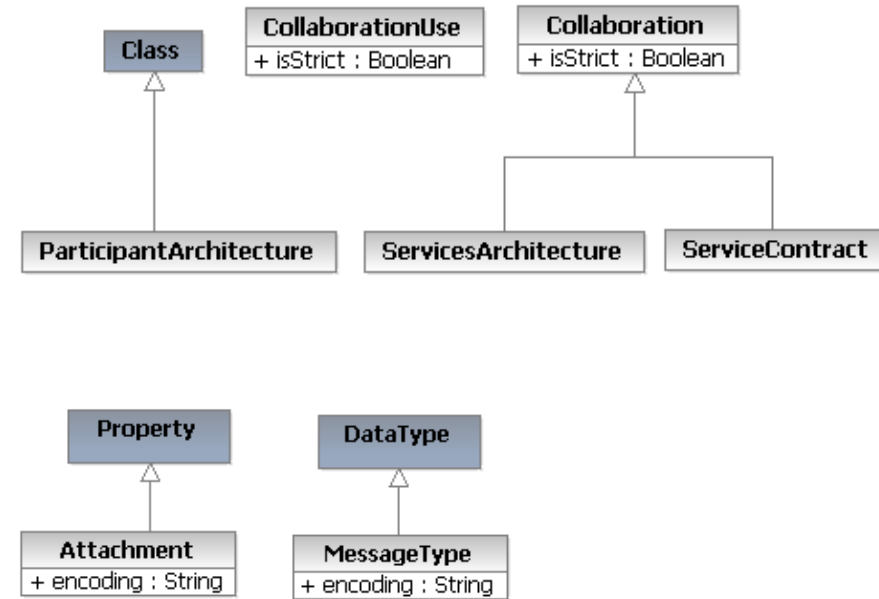 Class
CollaborationUse
+ isStrict : Boolean
Collaboration
+ isStrict : Boolean
ParticipantArchitecture
ServicesArchitecture
ServiceContract
Property
DataType
Attachment
+ encoding : String
MessageType
+ encoding : String